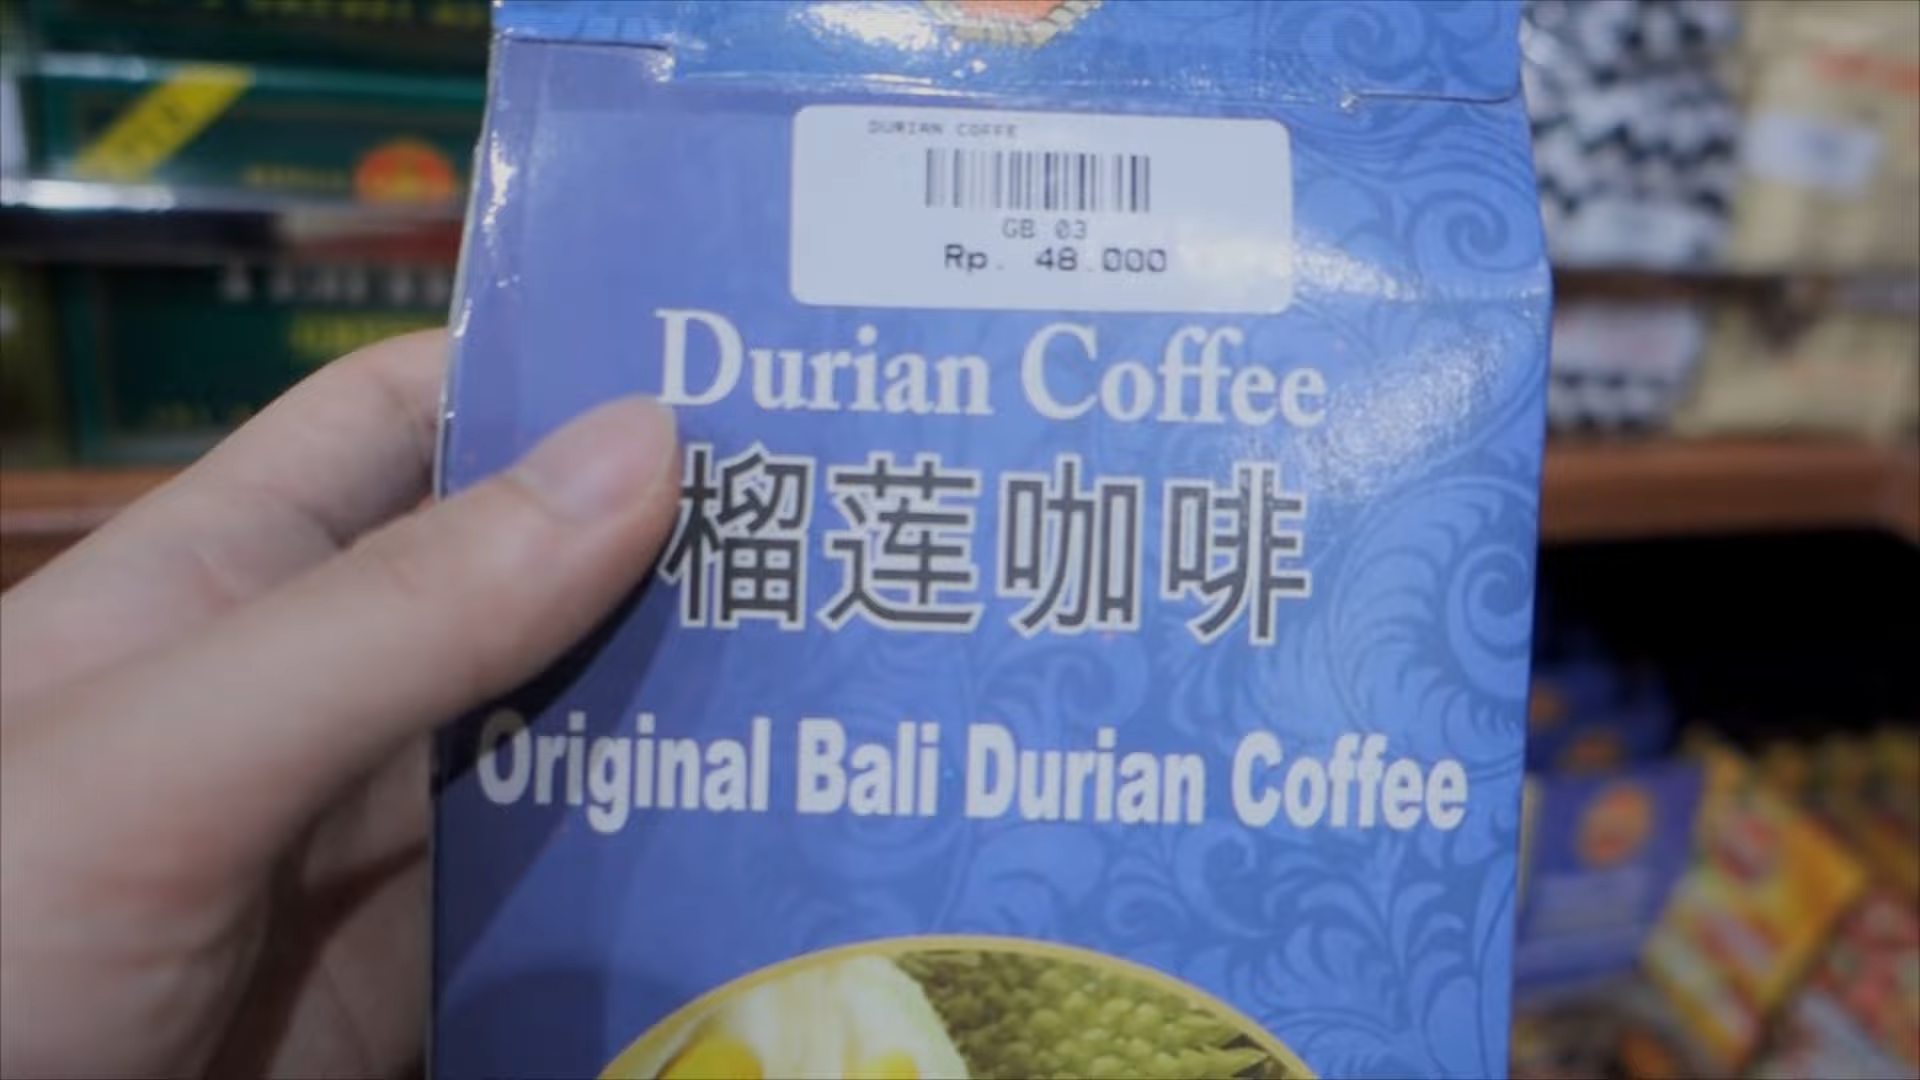 DURIAN COFFE
GB 03
Rp. 48.000
Durian Coffee
榴莲咖啡
Original Bali Durian Coffee